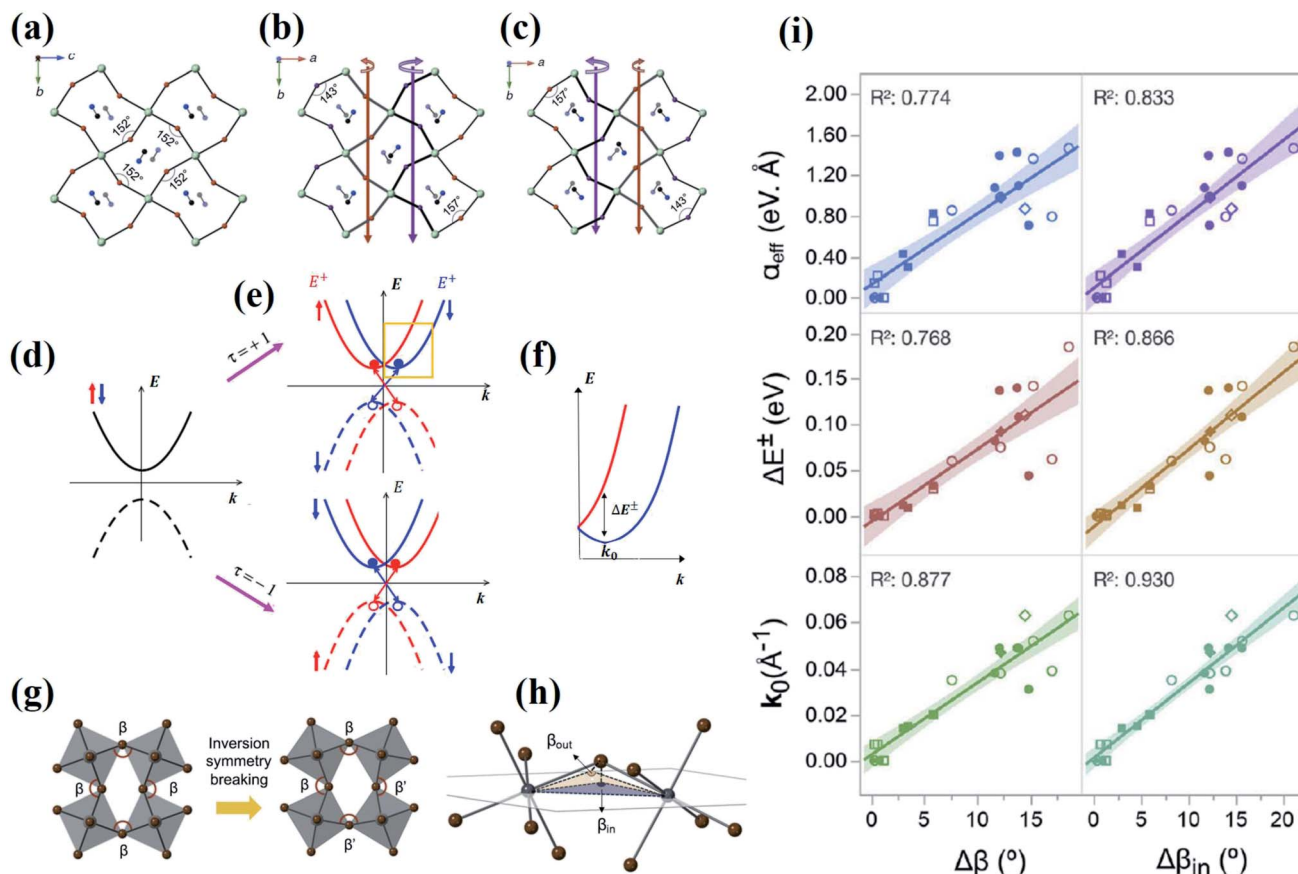 (a)
c
b
152°
152°
152°
152°
(b)
a
b
143°
157°
(c)
a
b
157°
143°
(d)
E
k
τ=+1
τ=−1
(e)
E⁺
E
E⁺
k
E
k
(f)
E
ΔE±
k₀
k
(g)
β
β
β
β
Inversion
symmetry
breaking
β
β
β'
β'
(h)
βout
βin
(i)
αeff (eV. Å)
2.00
1.60
1.20
0.80
0.40
0.00
R²: 0.774
R²: 0.833
ΔE± (eV)
0.20
0.15
0.10
0.05
0.00
R²: 0.768
R²: 0.866
k₀(Å⁻¹)
0.08
0.06
0.04
0.02
0.00
R²: 0.877
R²: 0.930
0 5 10 15
0 5 10 15 20
Δβ (º)
Δβin (º)